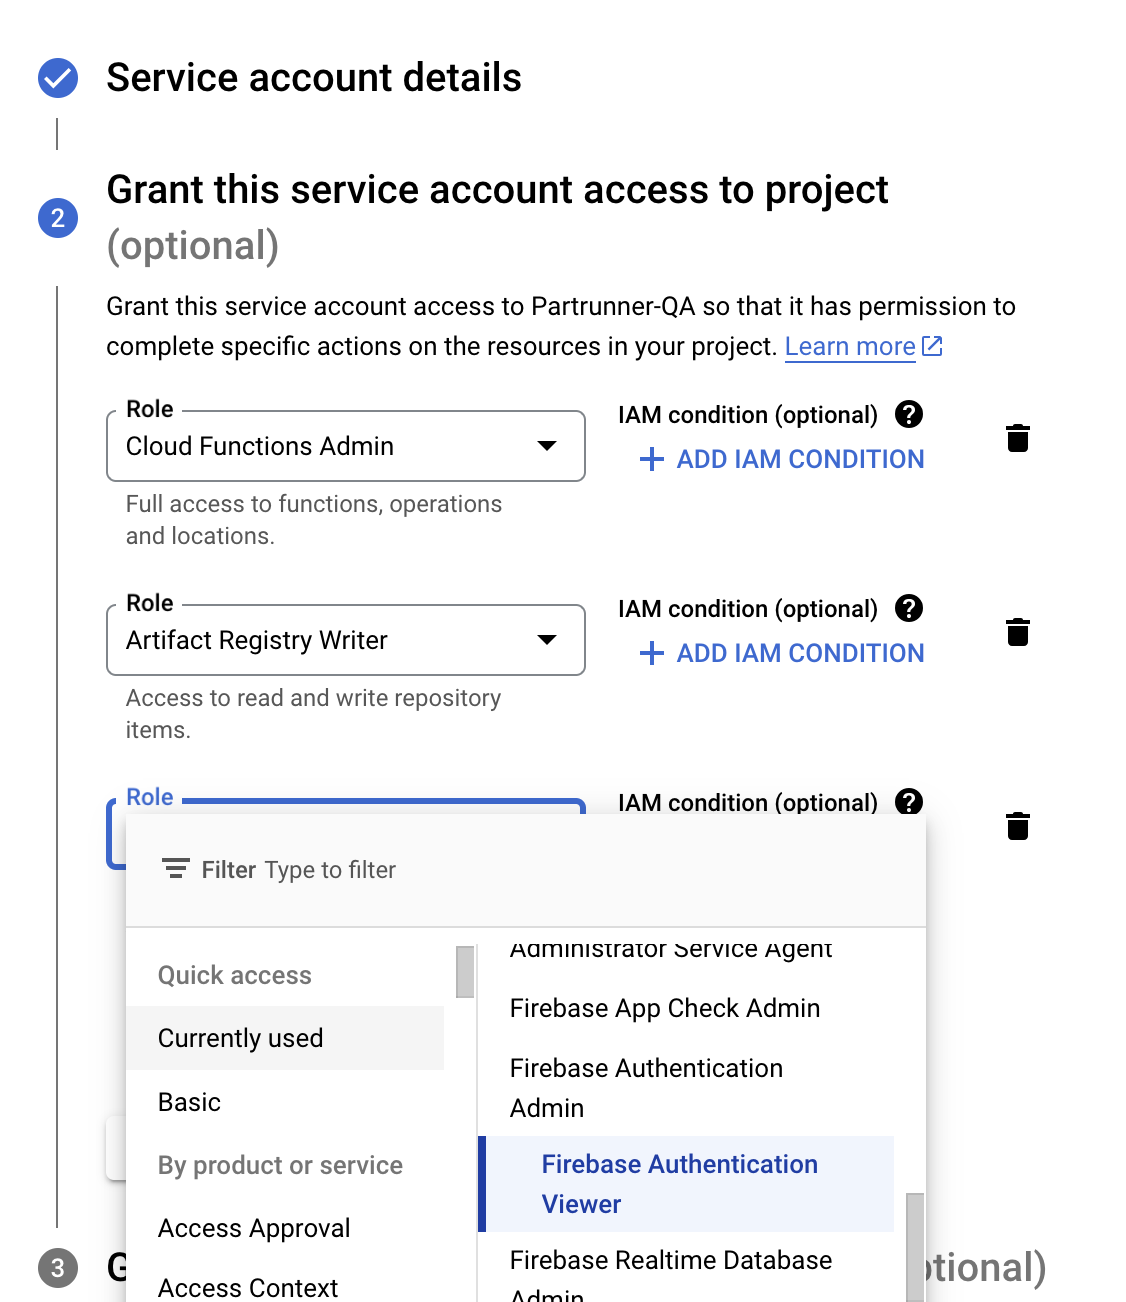 Service account details
2
Grant this service account access to project
(optional)
Grant this service account access to Partrunner-QA so that it has permission to
complete specific actions on the resources in your project. Learn more
Role
Cloud Functions Admin
IAM condition (optional) ?
+ ADD IAM CONDITION
Full access to functions, operations
and locations.
Role
Artifact Registry Writer
IAM condition (optional) ?
+ ADD IAM CONDITION
Access to read and write repository
items.
Role
IAM condition (optional) ?
Filter Type to filter
Quick access
Currently used
Basic
By product or service
Access Approval
Access Context
Administrator Service Agent
Firebase App Check Admin
Firebase Authentication
Admin
Firebase Authentication
Viewer
Firebase Realtime Database
Admin
3
G
tional)